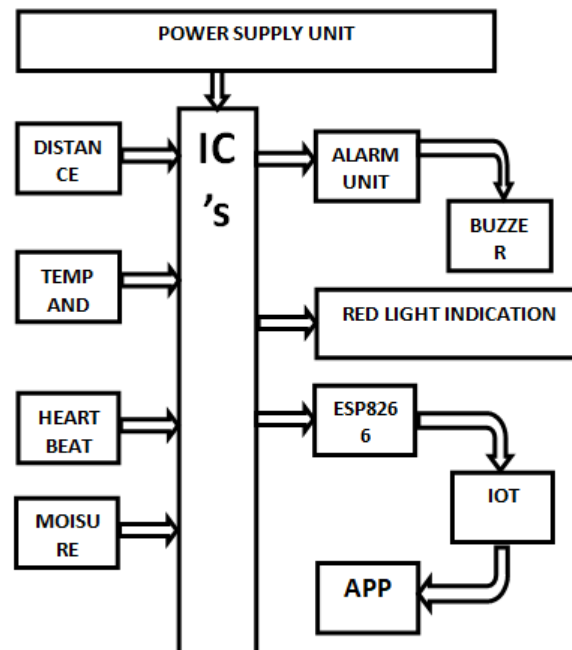 POWER SUPPLY UNIT
DISTAN
CE
IC
's
ALARM
UNIT
BUZZE
R
TEMP
AND
RED LIGHT INDICATION
HEART
BEAT
ESP826
6
IOT
MOISU
RE
APP